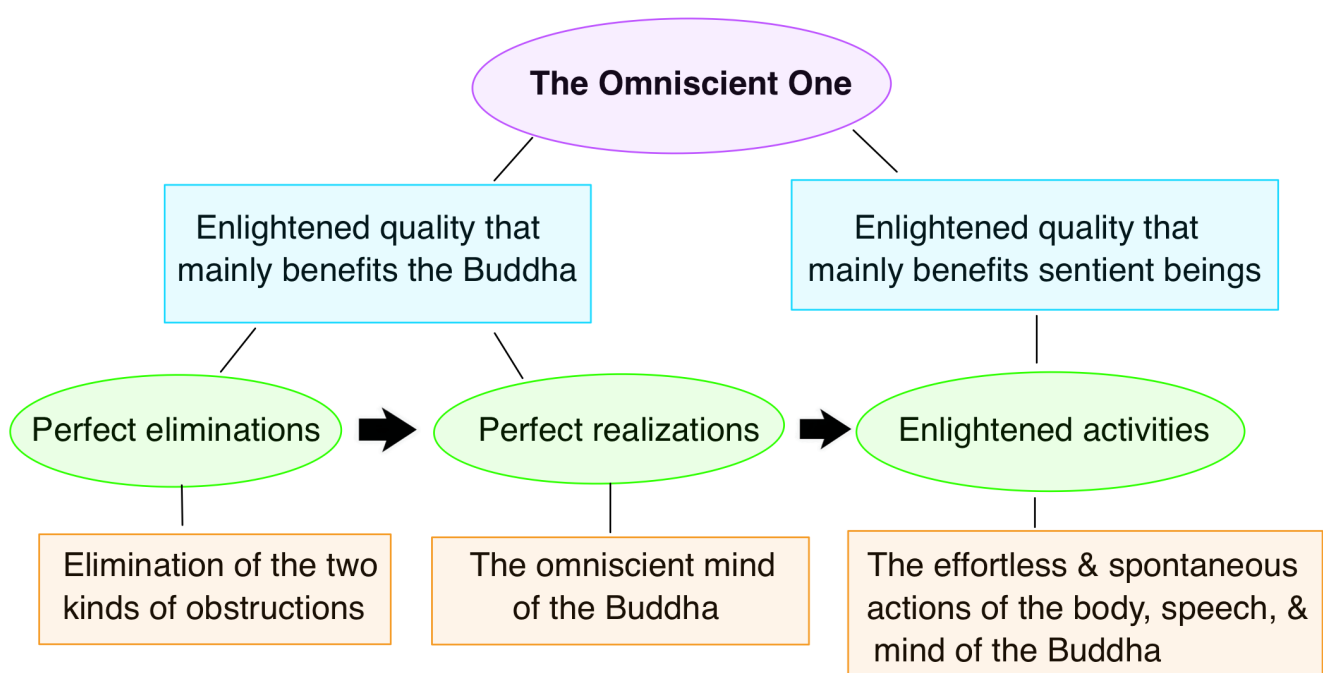 The Omniscient One
Enlightened quality that
mainly benefits the Buddha
Enlightened quality that
mainly benefits sentient beings
Perfect eliminations
Perfect realizations
Enlightened activities
Elimination of the two
kinds of obstructions
The omniscient mind
of the Buddha
The effortless & spontaneous
actions of the body, speech, &
mind of the Buddha